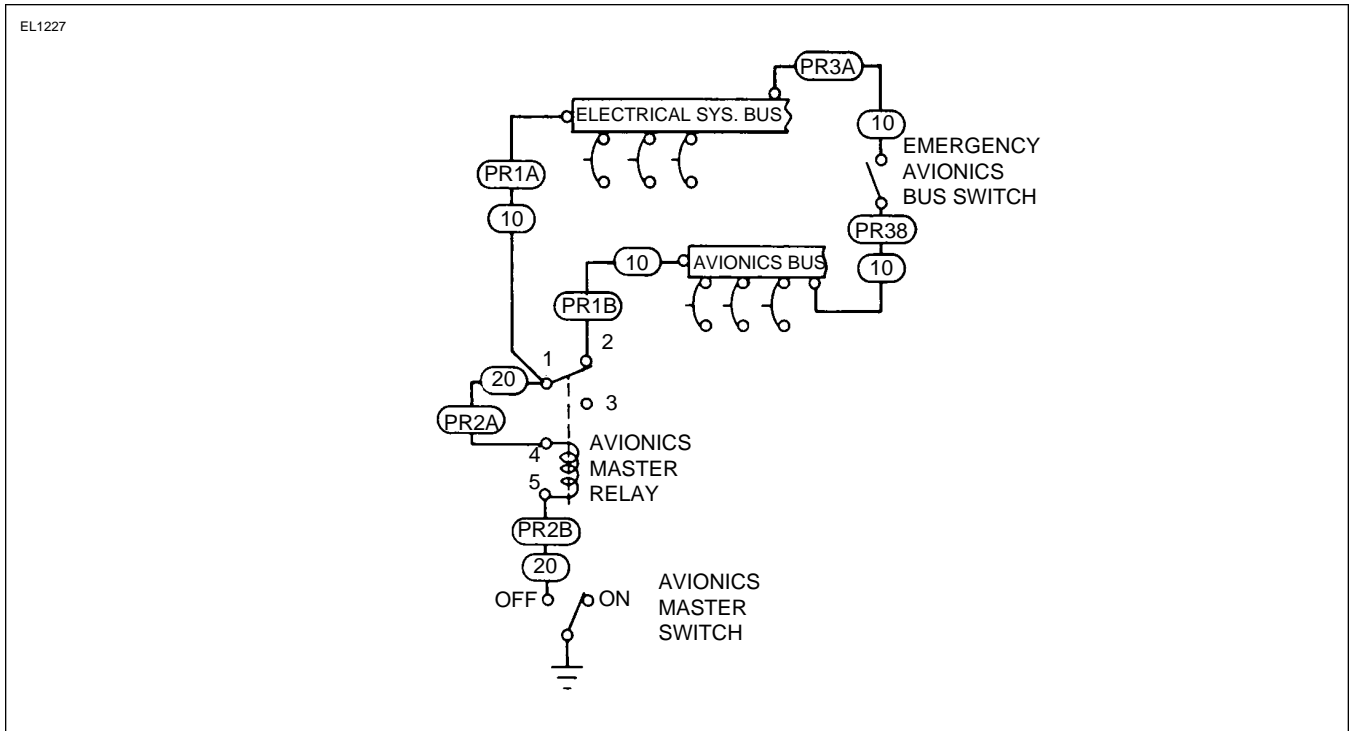 EL1227
PR3A
ELECTRICAL SYS. BUS
10
EMERGENCY
AVIONICS
BUS SWITCH
PR1A
10
PR38
10
AVIONICS BUS
10
PR1B
2
1
20
3
PR2A
AVIONICS
MASTER
RELAY
4
5
PR2B
20
OFF
ON
AVIONICS
MASTER
SWITCH